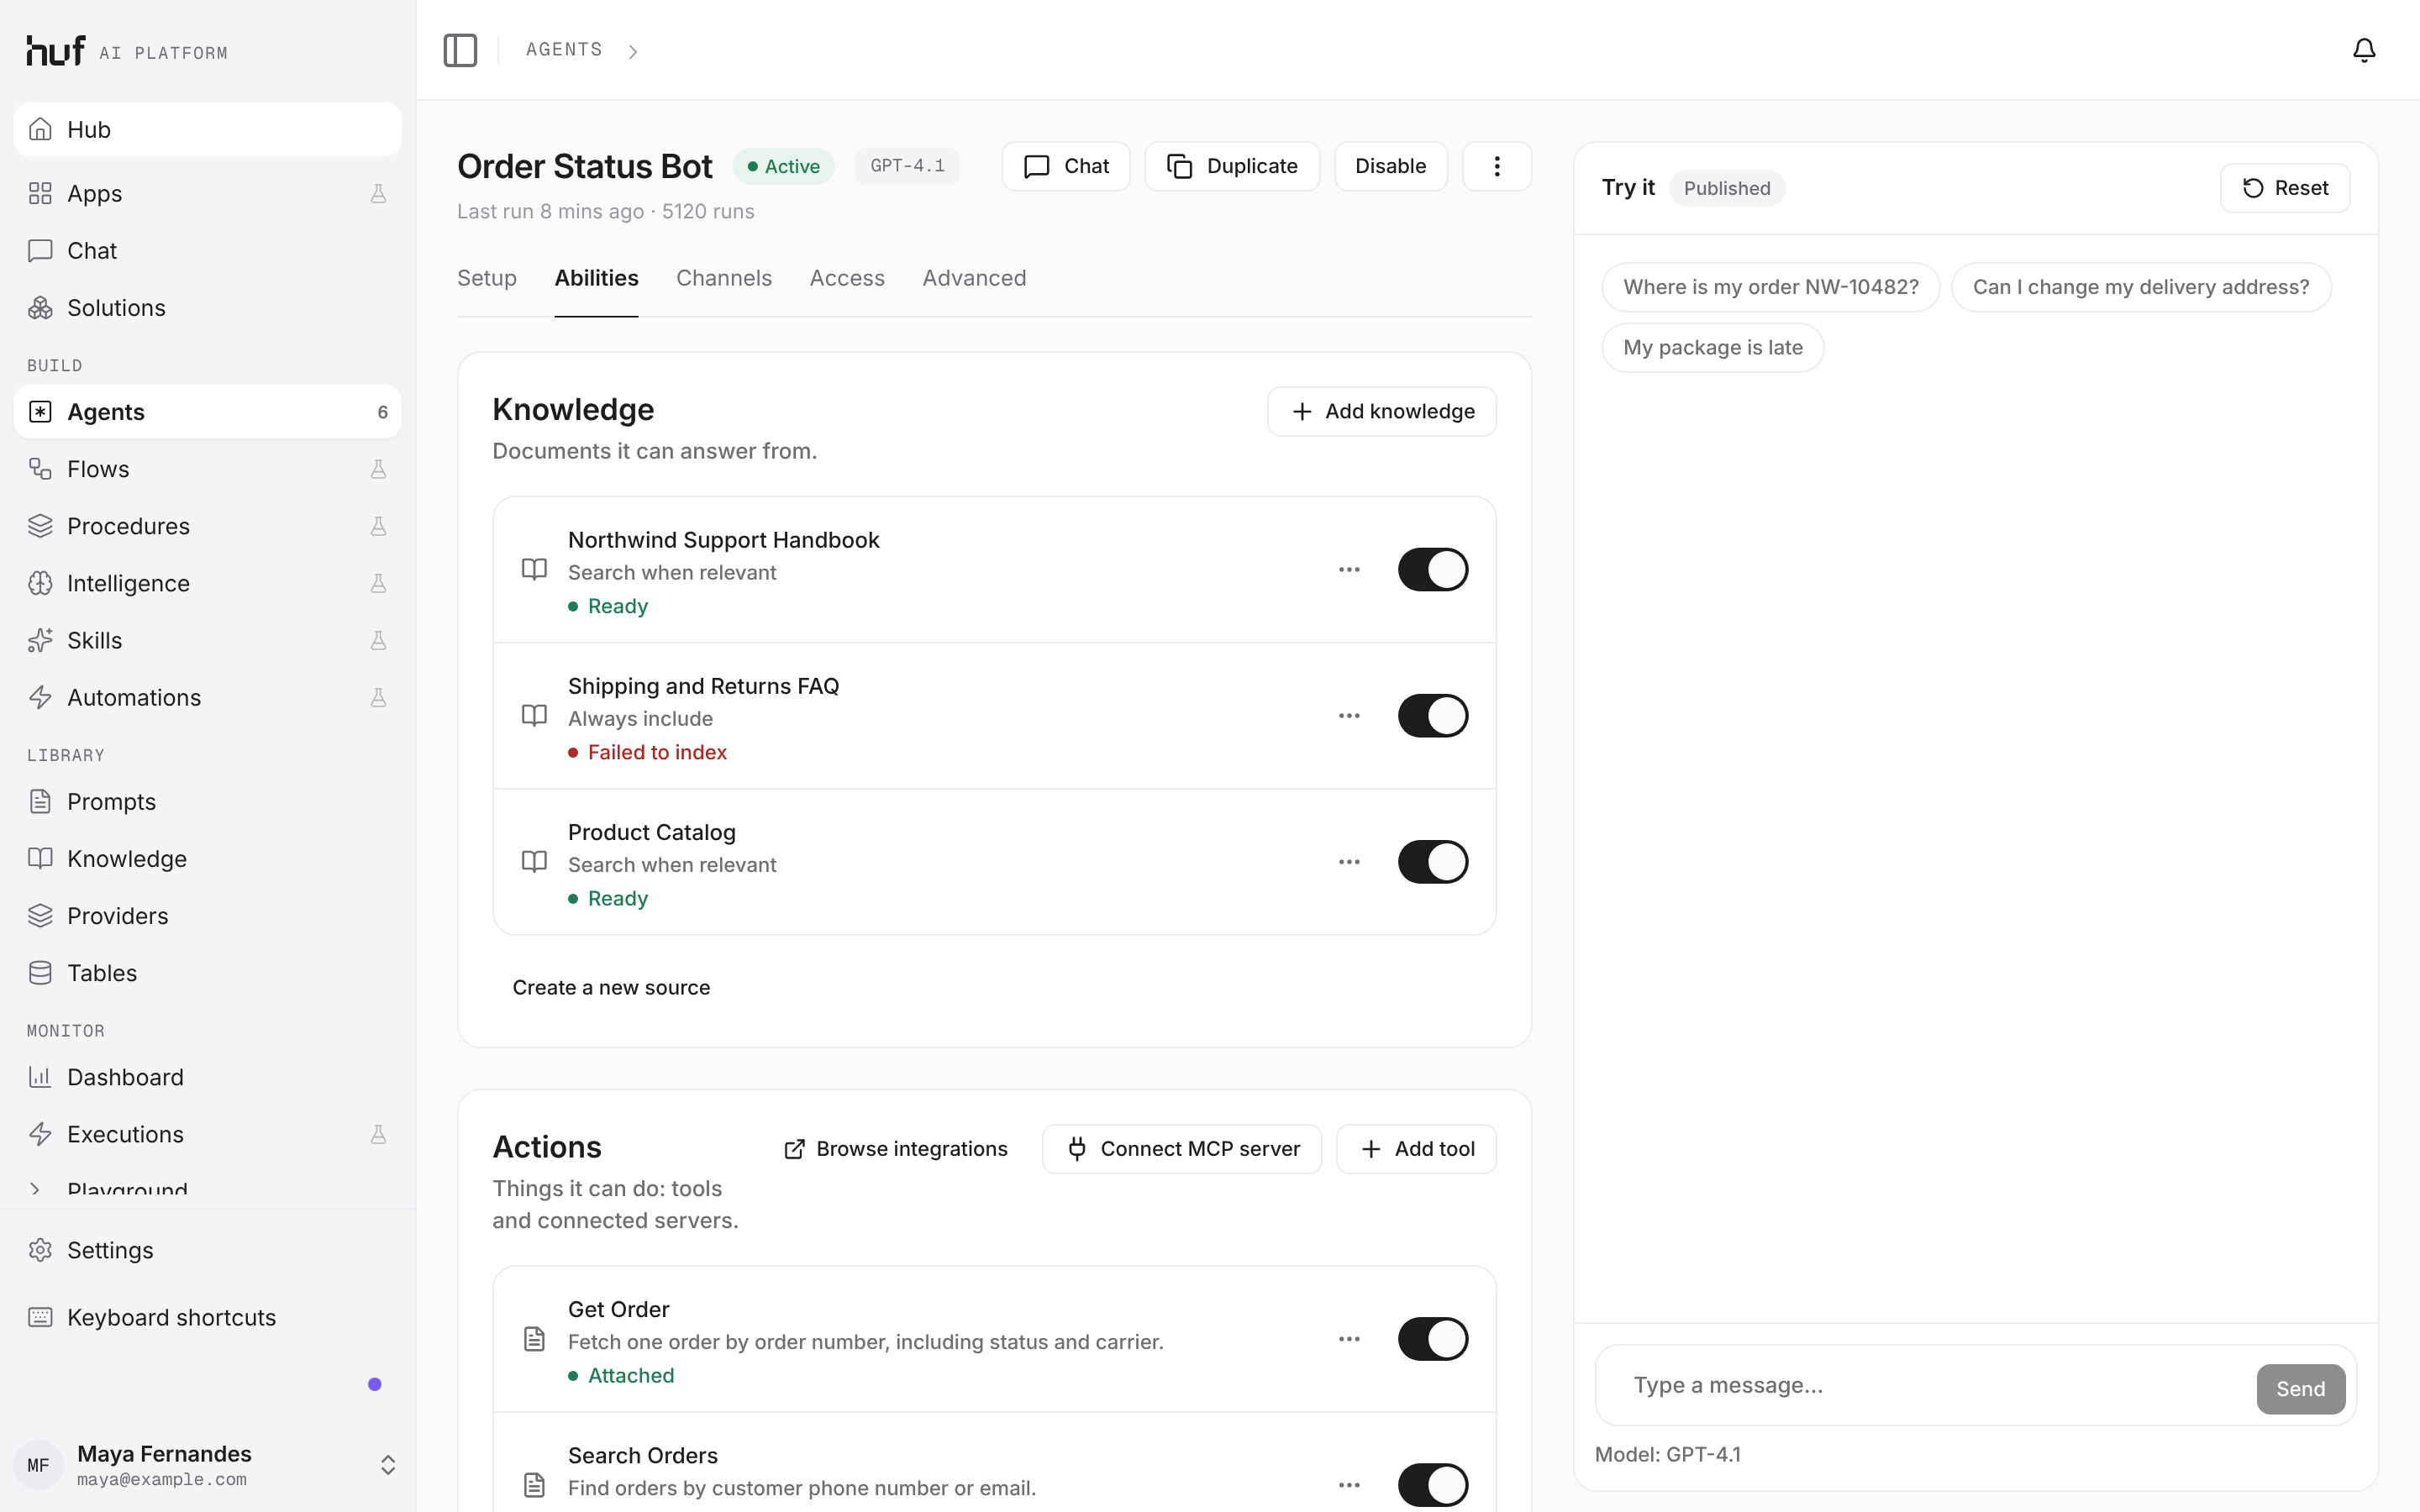 huf AI PLATFORM
Hub
Apps
Chat
Solutions
BUILD
Agents 6
Flows
Procedures
Intelligence
Skills
Automations
LIBRARY
Prompts
Knowledge
Providers
Tables
MONITOR
Dashboard
Executions
Playground
Settings
Keyboard shortcuts
MF
Maya Fernandes
maya@example.com
AGENTS
Order Status Bot Active GPT-4.1 Chat Duplicate Disable
Last run 8 mins ago · 5120 runs
Setup Abilities Channels Access Advanced
Knowledge Add knowledge
Documents it can answer from.
Northwind Support Handbook
Search when relevant
Ready
Shipping and Returns FAQ
Always include
Failed to index
Product Catalog
Search when relevant
Ready
Create a new source
Actions Browse integrations Connect MCP server Add tool
Things it can do: tools
and connected servers.
Get Order
Fetch one order by order number, including status and carrier.
Attached
Search Orders
Find orders by customer phone number or email.
Try it Published Reset
Where is my order NW-10482? Can I change my delivery address?
My package is late
Type a message... Send
Model: GPT-4.1